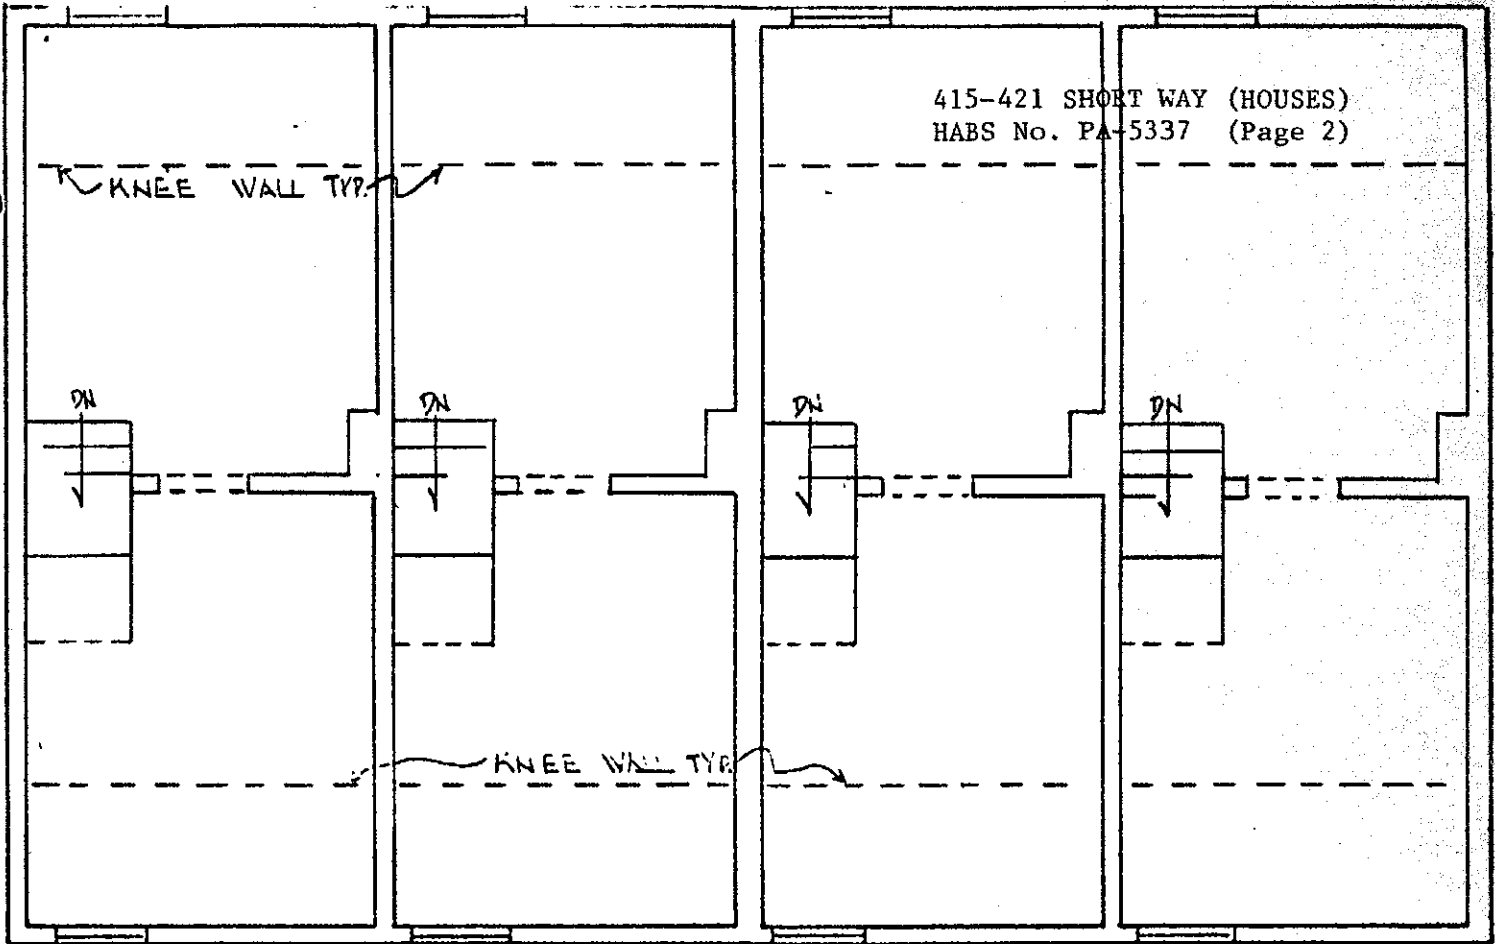 415-421 SHORT WAY (HOUSES)
HABS No. PA-5337 (Page 2)
KNEE WALL TYP.
DN
DN
DN
DN
KNEE WALL TYP.